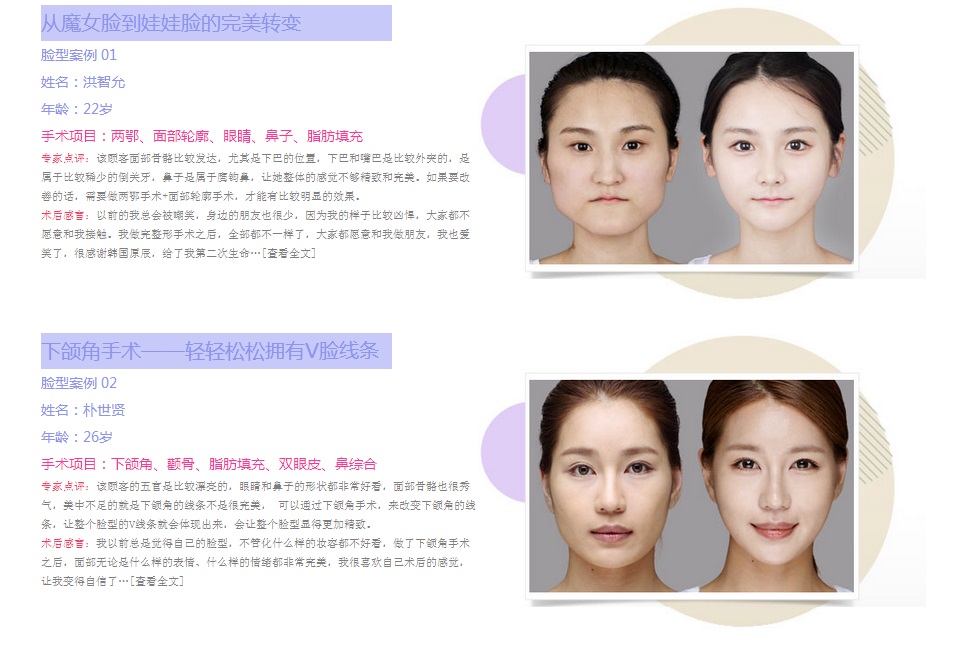 从魔女脸到娃娃脸的完美转变
脸型案例 01
姓名：洪智允
年龄：22岁
手术项目：两鄂、面部轮廓、眼睛、鼻子、脂肪填充
专家点评：该顾客面部骨骼比较发达，尤其是下巴的位置，下巴和嘴巴是比较外突的，是
属于比较稀少的倒关牙，鼻子是属于鹰钩鼻，让她整体的感觉不够精致和完美。如果要改
善的话，需要做两鄂手术+面部轮廓手术，才能有比较明显的效果。
术后感言：以前的我总会被嘲笑，身边的朋友也很少，因为我的样子比较凶悍，大家都不
愿意和我接触。我做完整形手术之后，全部都不一样了，大家都愿意和我做朋友，我也爱
笑了，很感谢韩国原辰，给了我第二次生命…[查看全文]
下颌角手术——轻轻松松拥有V脸线条
脸型案例 02
姓名：朴世贤
年龄：26岁
手术项目：下颌角、颧骨、脂肪填充、双眼皮、鼻综合
专家点评：该顾客的五官是比较漂亮的，眼睛和鼻子的形状都非常好看，面部骨骼也很秀
气，美中不足的就是下颌角的线条不是很完美， 可以通过下颌角手术，来改变下颌角的线
条，让整个脸型的V线条就会体现出来，会让整个脸型显得更加精致。
术后感言：我以前总是觉得自己的脸型，不管化什么样的妆容都不好看，做了下颌角手术
之后，面部无论是什么样的表情、什么样的情绪都非常完美，我很喜欢自己术后的感觉，
让我变得自信了…[查看全文]